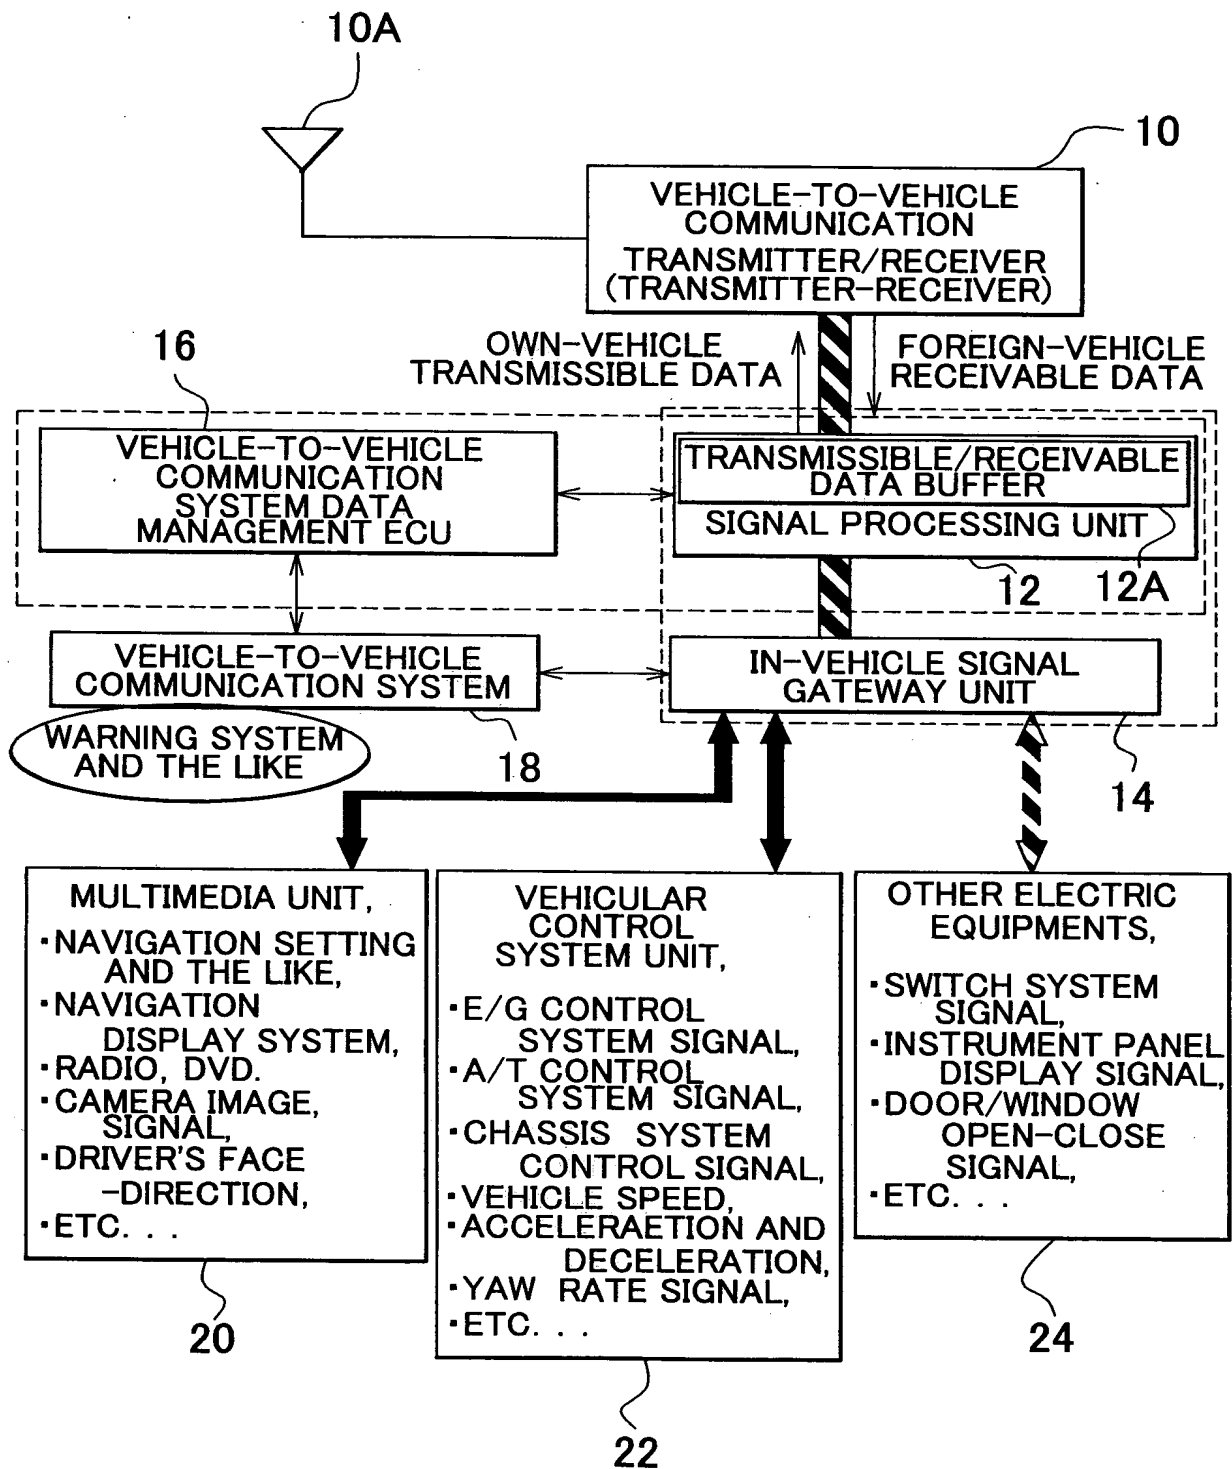 10A
10
VEHICLE-TO-VEHICLE
COMMUNICATION
TRANSMITTER/RECEIVER
(TRANSMITTER-RECEIVER)
OWN-VEHICLE
TRANSMISSIBLE DATA
FOREIGN-VEHICLE
RECEIVABLE DATA
16
VEHICLE-TO-VEHICLE
COMMUNICATION
SYSTEM DATA
MANAGEMENT ECU
TRANSMISSIBLE/RECEIVABLE
DATA BUFFER
SIGNAL PROCESSING UNIT
12
12A
VEHICLE-TO-VEHICLE
COMMUNICATION SYSTEM
IN-VEHICLE SIGNAL
GATEWAY UNIT
WARNING SYSTEM
AND THE LIKE
18
14
MULTIMEDIA UNIT,
・NAVIGATION SETTING
AND THE LIKE,
・NAVIGATION
DISPLAY SYSTEM,
・RADIO, DVD.
・CAMERA IMAGE,
SIGNAL,
・DRIVER'S FACE
-DIRECTION,
・ETC. . .
20
VEHICULAR
CONTROL
SYSTEM UNIT,
・E/G CONTROL
SYSTEM SIGNAL,
・A/T CONTROL
SYSTEM SIGNAL,
・CHASSIS SYSTEM
CONTROL SIGNAL,
・VEHICLE SPEED,
・ACCELERAETION AND
DECELERATION,
・YAW RATE SIGNAL,
・ETC. . .
22
OTHER ELECTRIC
EQUIPMENTS,
・SWITCH SYSTEM
SIGNAL,
・INSTRUMENT PANEL
DISPLAY SIGNAL,
・DOOR/WINDOW
OPEN-CLOSE
SIGNAL,
・ETC. . .
24